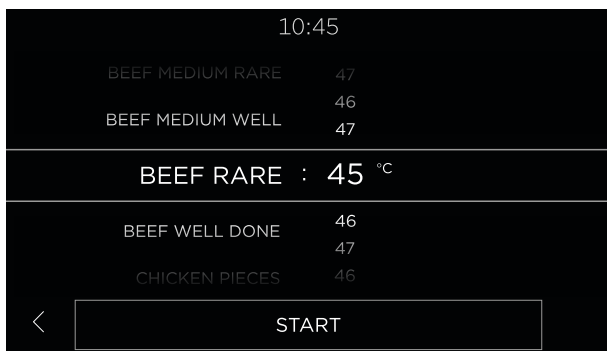 10:45
BEEF MEDIUM RARE 47
46
BEEF MEDIUM WELL
47
BEEF RARE : 45 °C
46
BEEF WELL DONE
47
CHICKEN PIECES 46
START